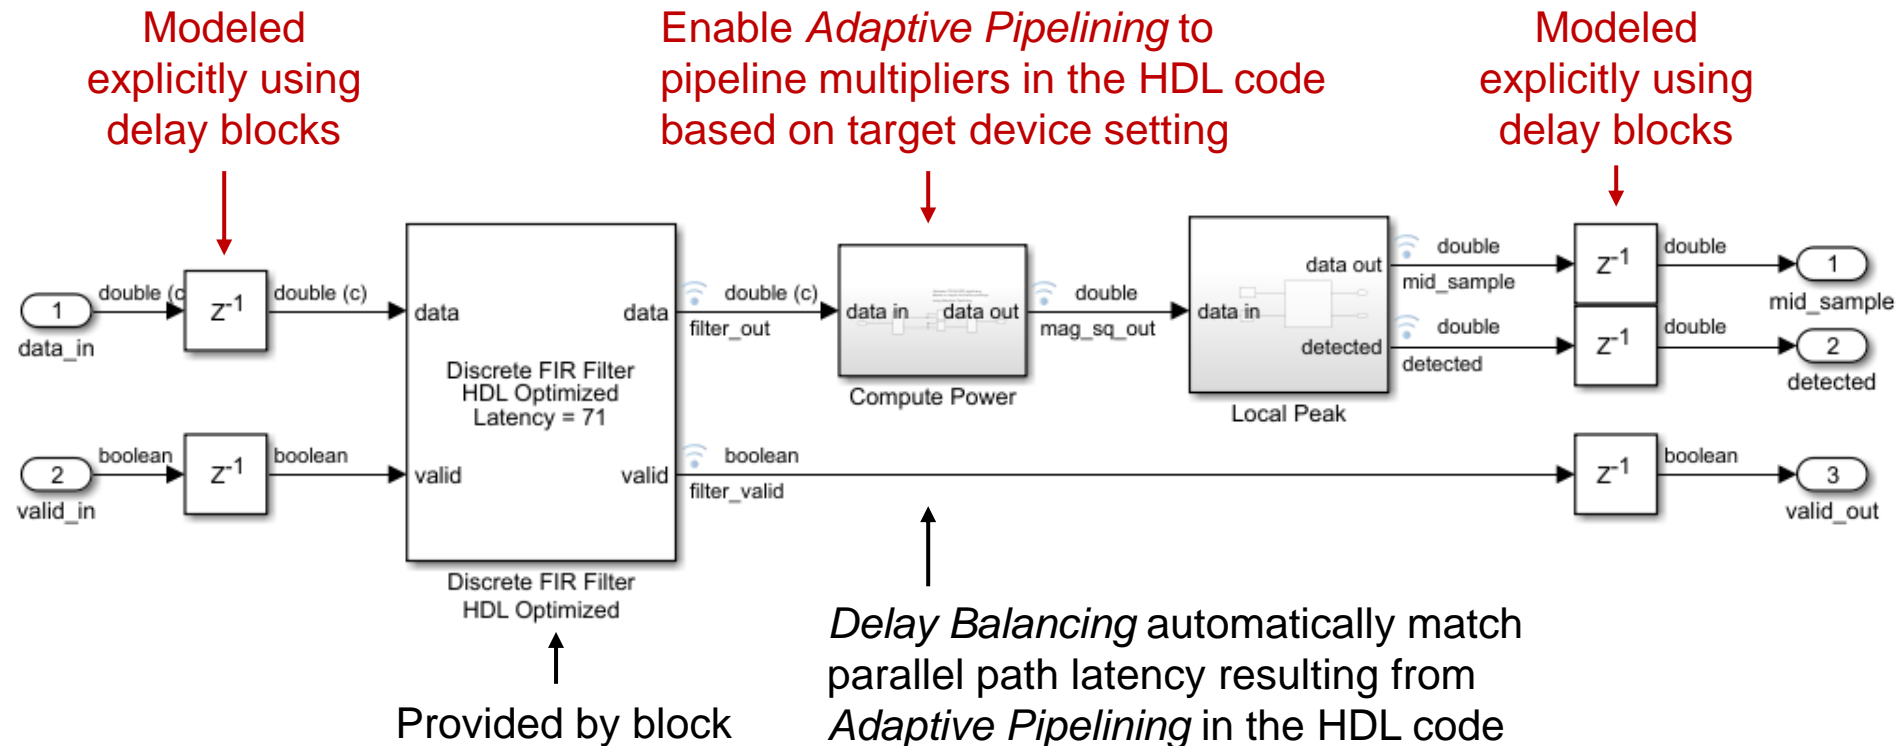 Modeled
explicitly using
delay blocks
Enable Adaptive Pipelining to
pipeline multipliers in the HDL code
based on target device setting
Modeled
explicitly using
delay blocks
1
data_in
double (c
Z-1
double (c)
2
valid_in
boolean
Z-1
boolean
data
valid
Discrete FIR Filter
HDL Optimized
Latency = 71
data
valid
Discrete FIR Filter
HDL Optimized
double (c)
filter_out
boolean
filter_valid
data in
data out
Compute Power
double
mag_sq_out
data in
data out
detected
Local Peak
double
mid_sample
double
detected
Z-1
double
1
mid_sample
Z-1
double
2
detected
Z-1
boolean
3
valid_out
Provided by block
Delay Balancing automatically match
parallel path latency resulting from
Adaptive Pipelining in the HDL code